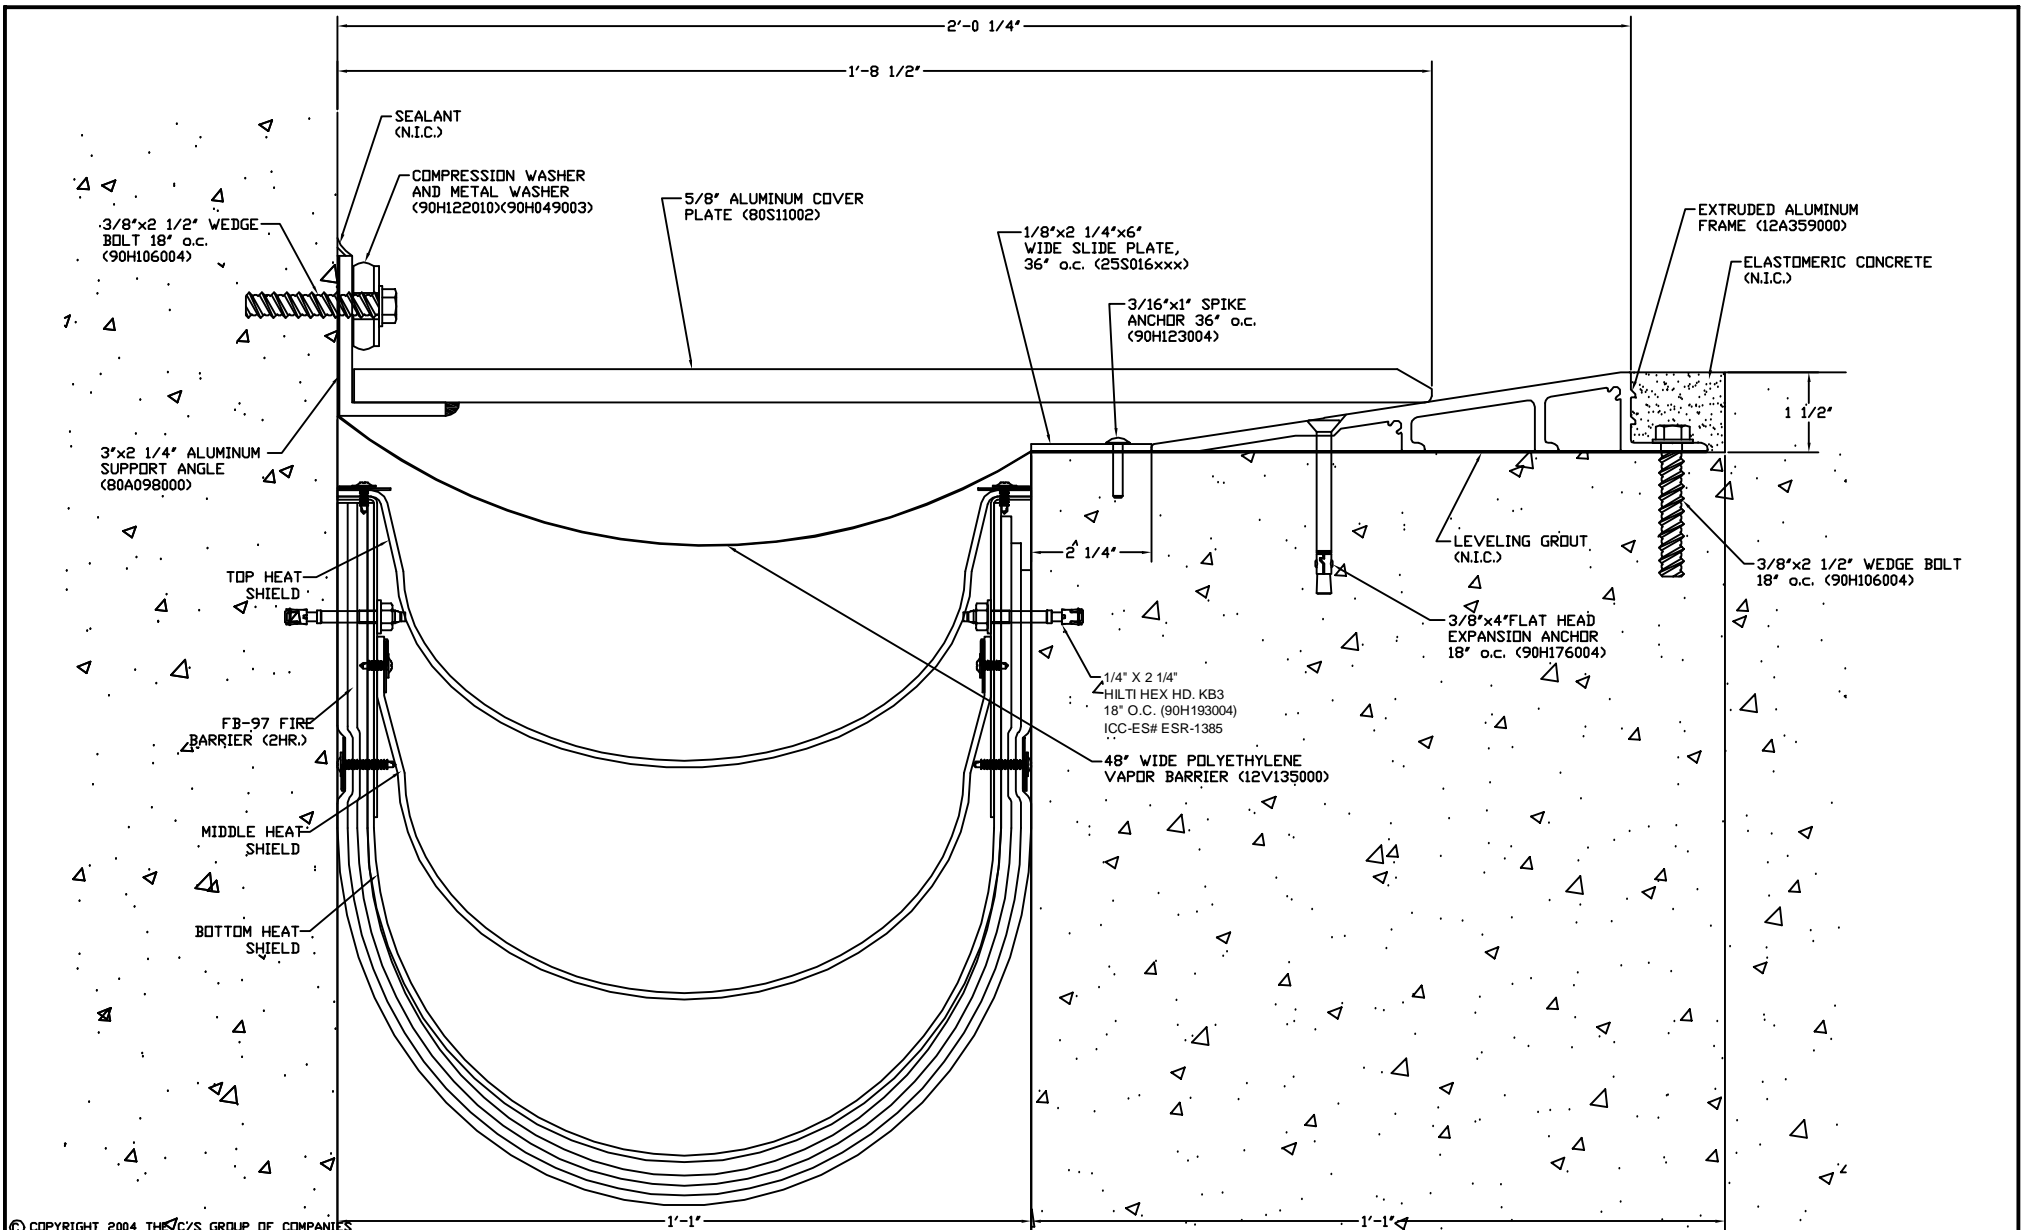 2'-0 1/4"
1'-8 1/2"
SEALANT
(N.I.C.)
COMPRESSION WASHER
AND METAL WASHER
(90H122010)(90H049003)
3/8"x2 1/2" WEDGE
BOLT 18" o.c.
(90H106004)
5/8" ALUMINUM COVER
PLATE (80S11002)
1/8"x2 1/4"x6"
WIDE SLIDE PLATE,
36" o.c. (25S016xxx)
3/16"x1" SPIKE
ANCHOR 36" o.c.
(90H123004)
EXTRUDED ALUMINUM
FRAME (12A359000)
ELASTOMERIC CONCRETE
(N.I.C.)
1 1/2"
3"x2 1/4" ALUMINUM
SUPPORT ANGLE
(80A098000)
2 1/4"
LEVELING GROUT
(N.I.C.)
3/8"x2 1/2" WEDGE BOLT
18" o.c. (90H106004)
TOP HEAT
SHIELD
3/8"x4"FLAT HEAD
EXPANSION ANCHOR
18" o.c. (90H176004)
1/4" X 2 1/4"
HILTI HEX HD. KB3
18" O.C. (90H193004)
ICC-ES# ESR-1385
FB-97 FIRE
BARRIER (2HR.)
48" WIDE POLYETHYLENE
VAPOR BARRIER (12V135000)
MIDDLE HEAT
SHIELD
BOTTOM HEAT
SHIELD
1'-1"
1'-1"
© COPYRIGHT 2004 THE C/S GROUP OF COMPANIES